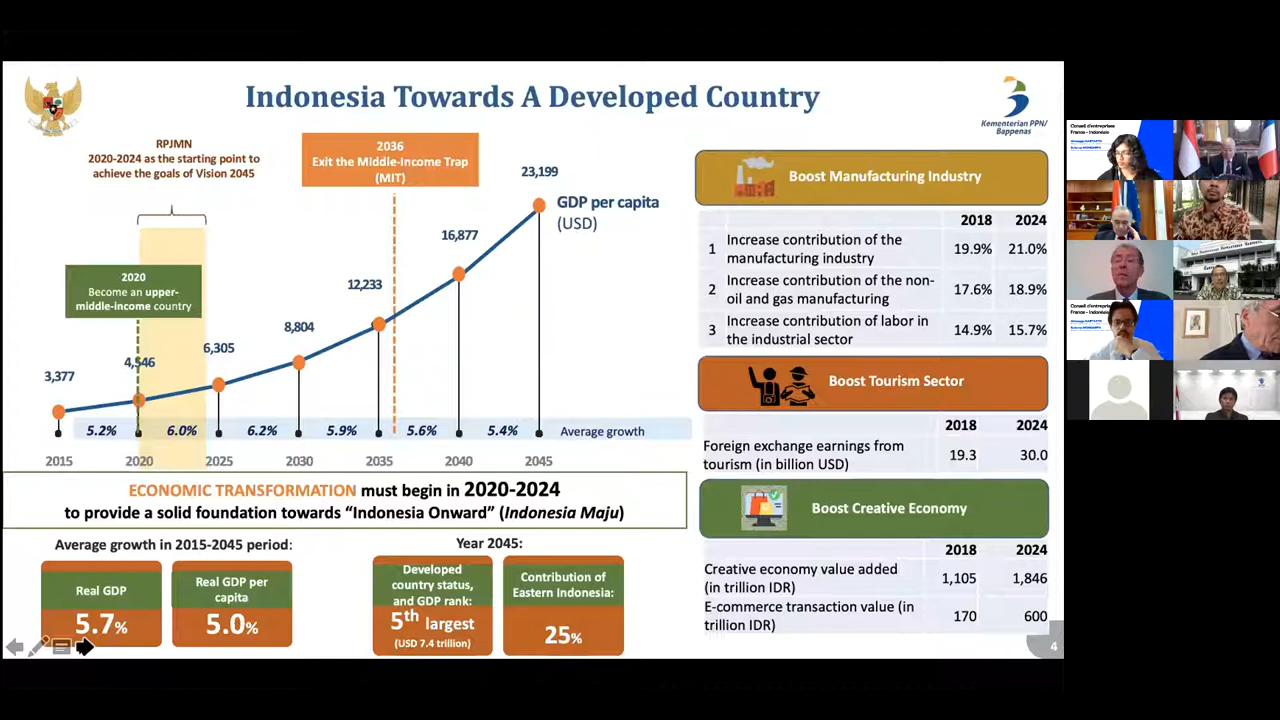 Indonesia Towards A Developed Country
Kementerian PPN/
Bappenas
RPJMN
2020-2024 as the starting point to
achieve the goals of Vision 2045
2036
Exit the Middle-Income Trap
(MIT)
2020
Become an upper-
middle-income country
GDP per capita
(USD)
3,377
4,546
6,305
8,804
12,233
16,877
23,199
5.2%
6.0%
6.2%
5.9%
5.6%
5.4%
Average growth
2015
2020
2025
2030
2035
2040
2045
ECONOMIC TRANSFORMATION must begin in 2020-2024
to provide a solid foundation towards “Indonesia Onward” (Indonesia Maju)
Average growth in 2015-2045 period:
Real GDP
5.7%
Real GDP per
capita
5.0%
Year 2045:
Developed
country status,
and GDP rank:
5th largest
(USD 7.4 trillion)
Contribution of
Eastern Indonesia:
25%
Boost Manufacturing Industry
2018 2024
1 Increase contribution of the
manufacturing industry 19.9% 21.0%
2 Increase contribution of the non-
oil and gas manufacturing 17.6% 18.9%
3 Increase contribution of labor in
the industrial sector 14.9% 15.7%
Boost Tourism Sector
2018 2024
Foreign exchange earnings from
tourism (in billion USD) 19.3 30.0
Boost Creative Economy
2018 2024
Creative economy value added
(in trillion IDR) 1,105 1,846
E-commerce transaction value (in
trillion IDR) 170 600
4
Conseil d'entreprises
France - Indonésie
Conseil d'entreprises
France - Indonésie